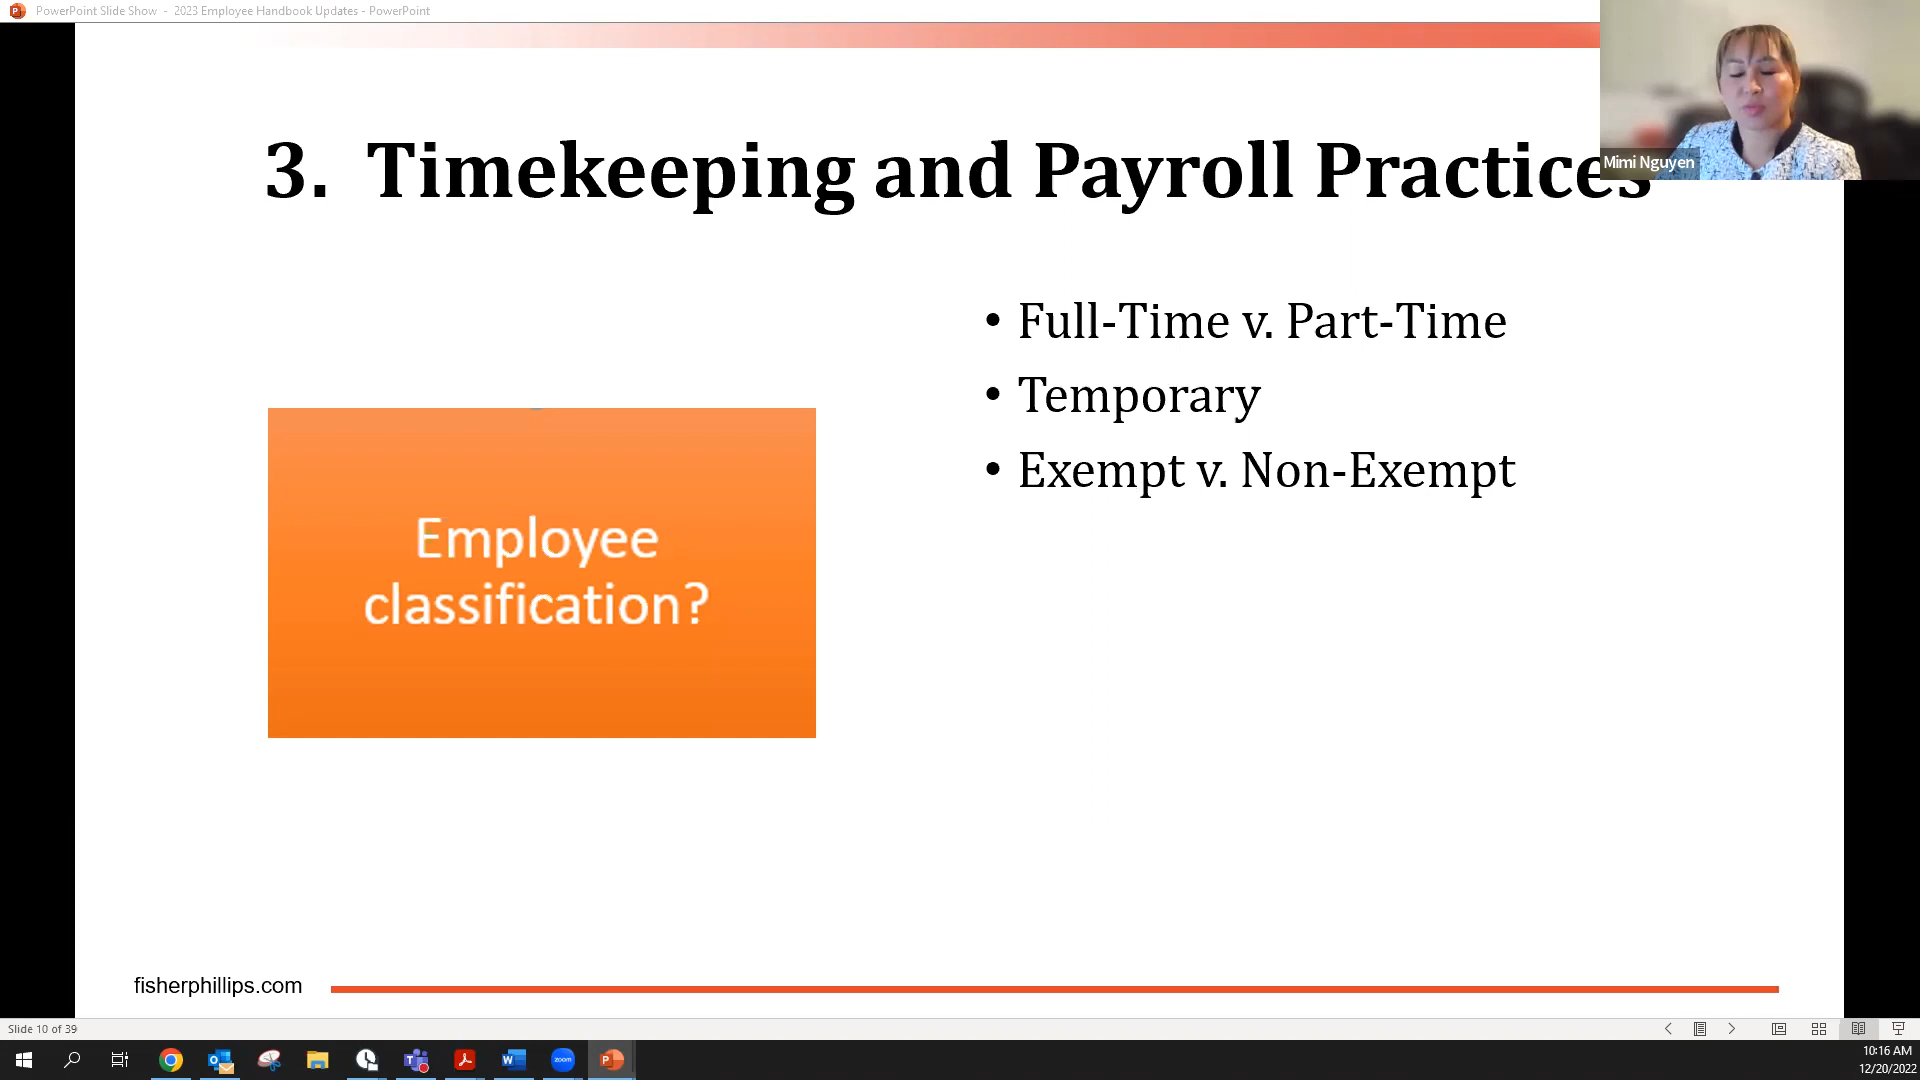 PowerPoint Slide Show - 2023 Employee Handbook Updates - PowerPoint
Mimi Nguyen
3. Timekeeping and Payroll Practices
• Full-Time v. Part-Time
• Temporary
• Exempt v. Non-Exempt
Employee
classification?
fisherphillips.com
Slide 10 of 39
zoom
10:16 AM
12/20/2022